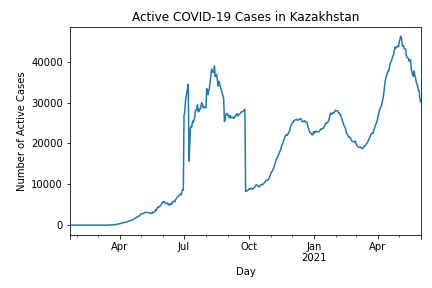 Active COVID-19 Cases in Kazakhstan
Number of Active Cases
40000
30000
20000
10000
0
Apr
Jul
Oct
Jan
2021
Apr
Day